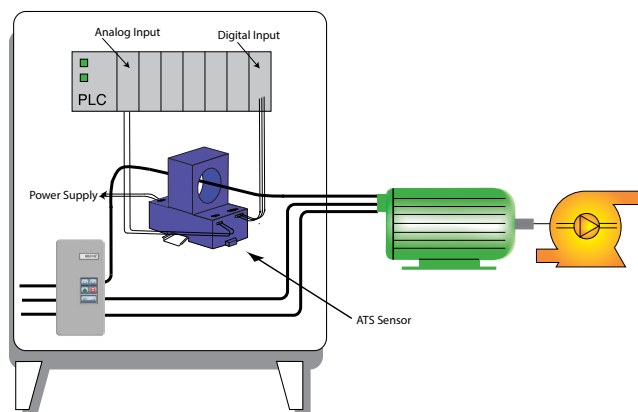 Analog Input
Digital Input
PLC
Power Supply
ATS Sensor